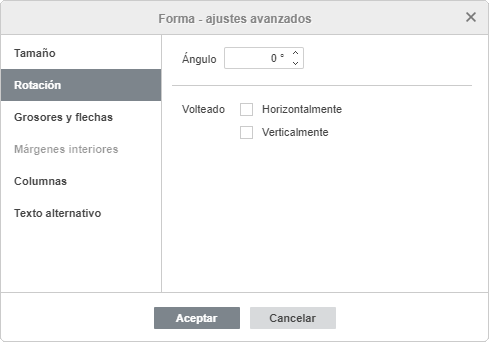 Forma - ajustes avanzados
Tamaño
Rotación
Grosores y flechas
Márgenes interiores
Columnas
Texto alternativo
Ángulo 0 °
Volteado Horizontalmente
Verticalmente
Aceptar Cancelar